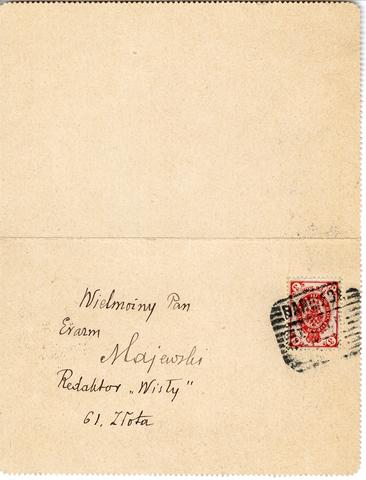 Wielmożny Pan
Erazm
Majewski
Redaktor „Wisły”
61. Złota